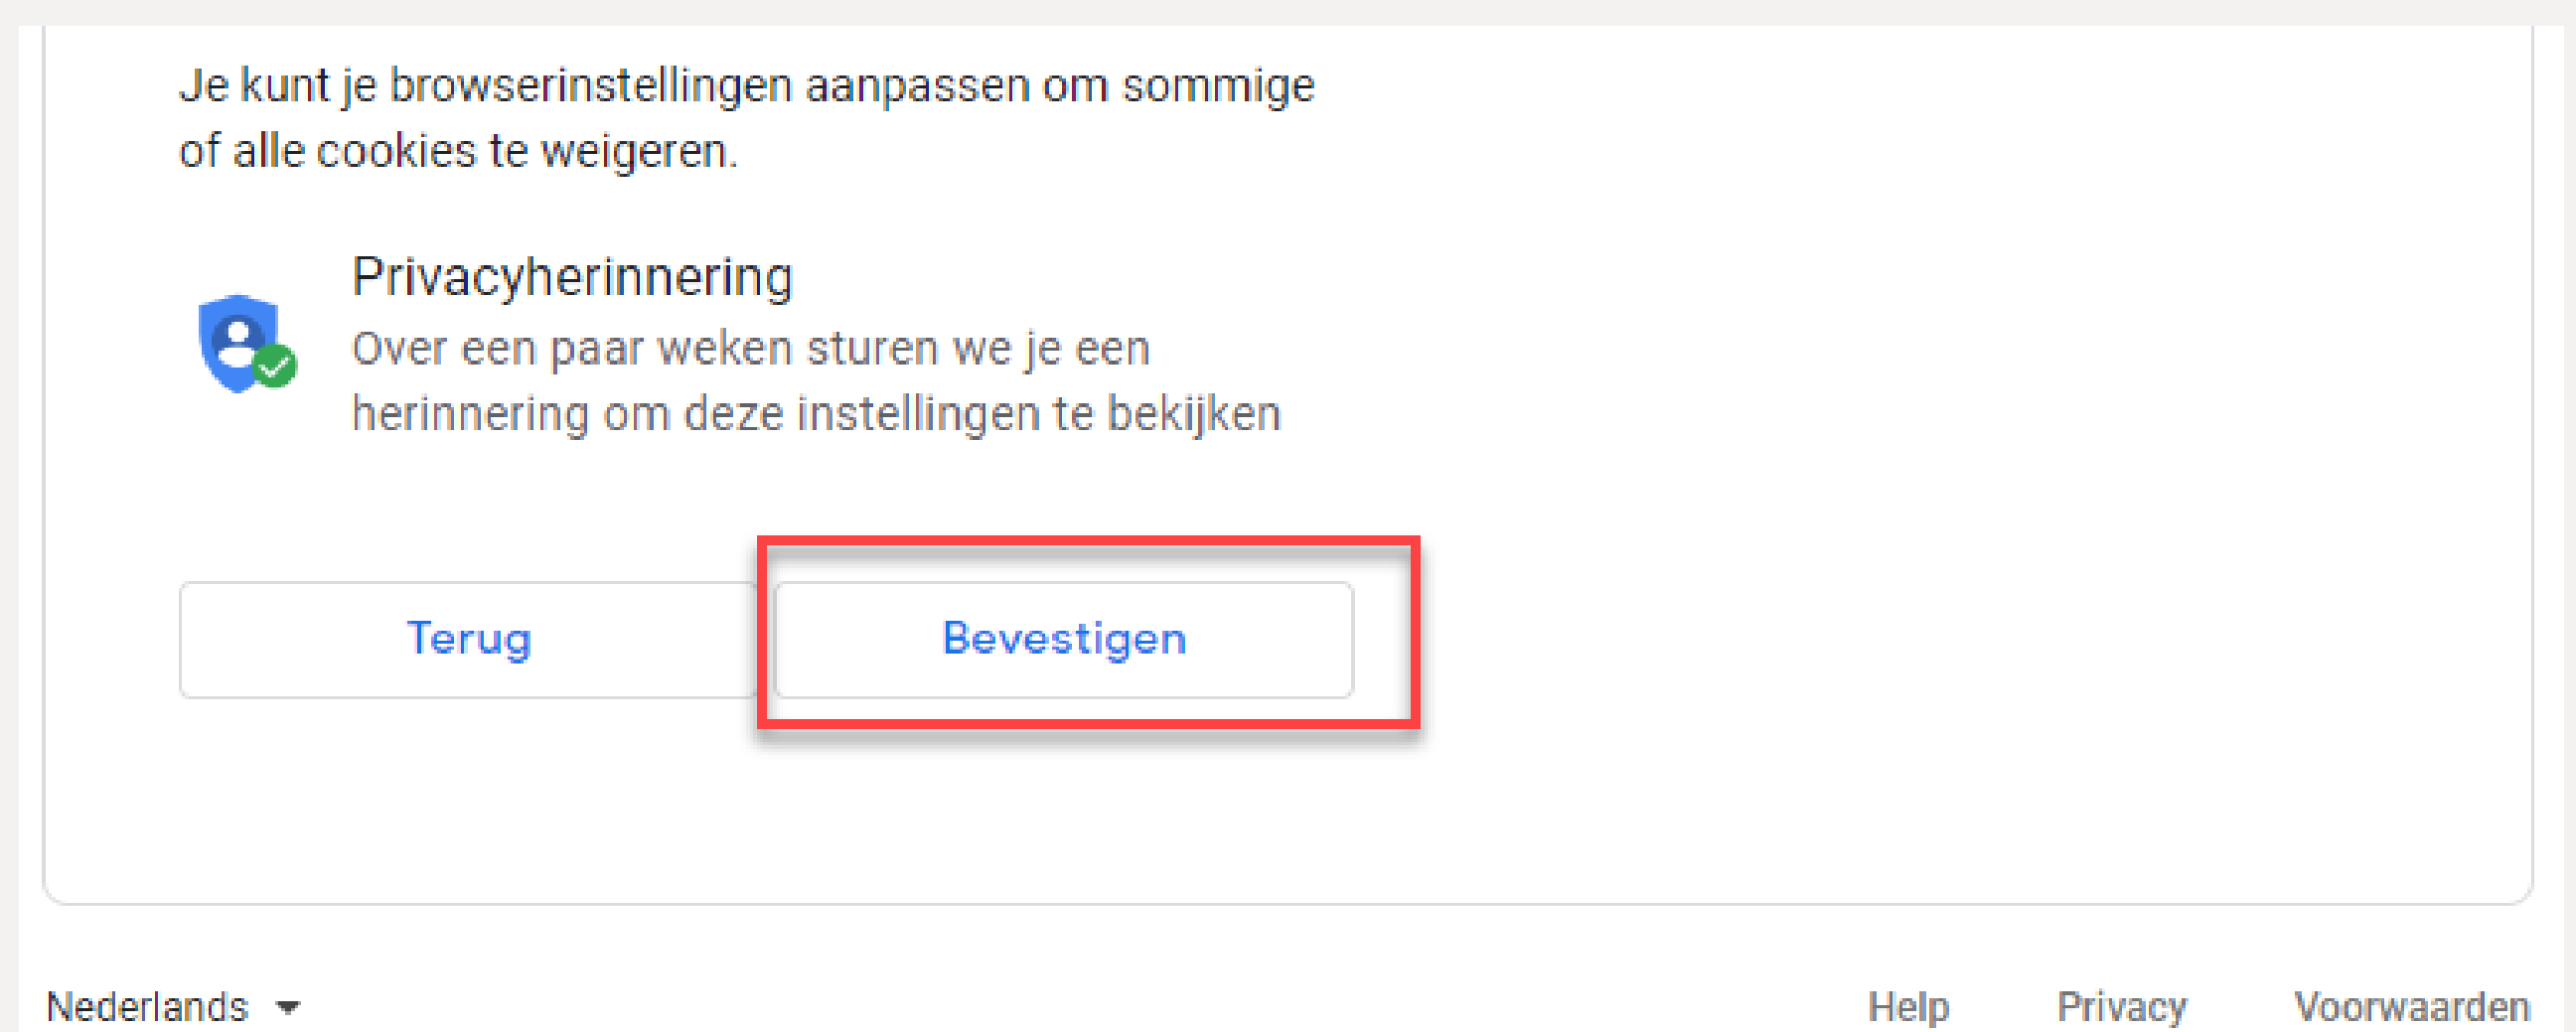 Je kunt je browserinstellingen aanpassen om sommige
of alle cookies te weigeren.
Privacyherinnering
Over een paar weken sturen we je een
herinnering om deze instellingen te bekijken
Terug Bevestigen
Nederlands Help Privacy Voorwaarden